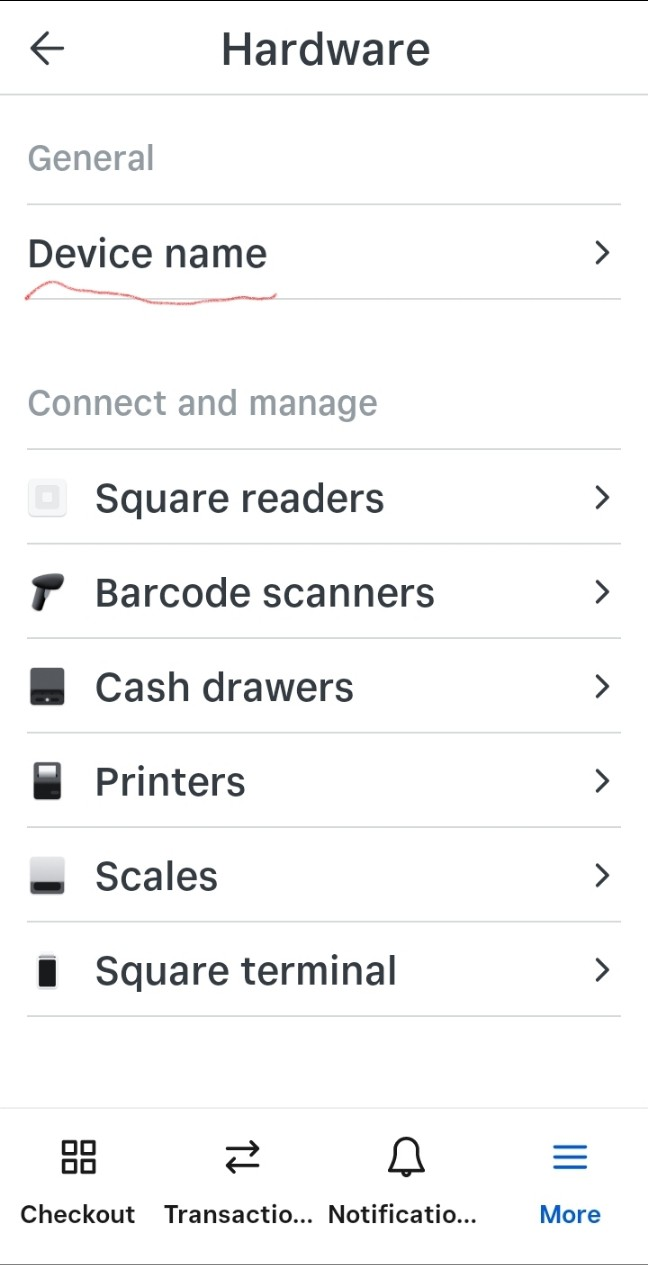 Hardware
General
Device name
Connect and manage
Square readers
Barcode scanners
Cash drawers
Printers
Scales
Square terminal
Checkout Transactio... Notificatio... More